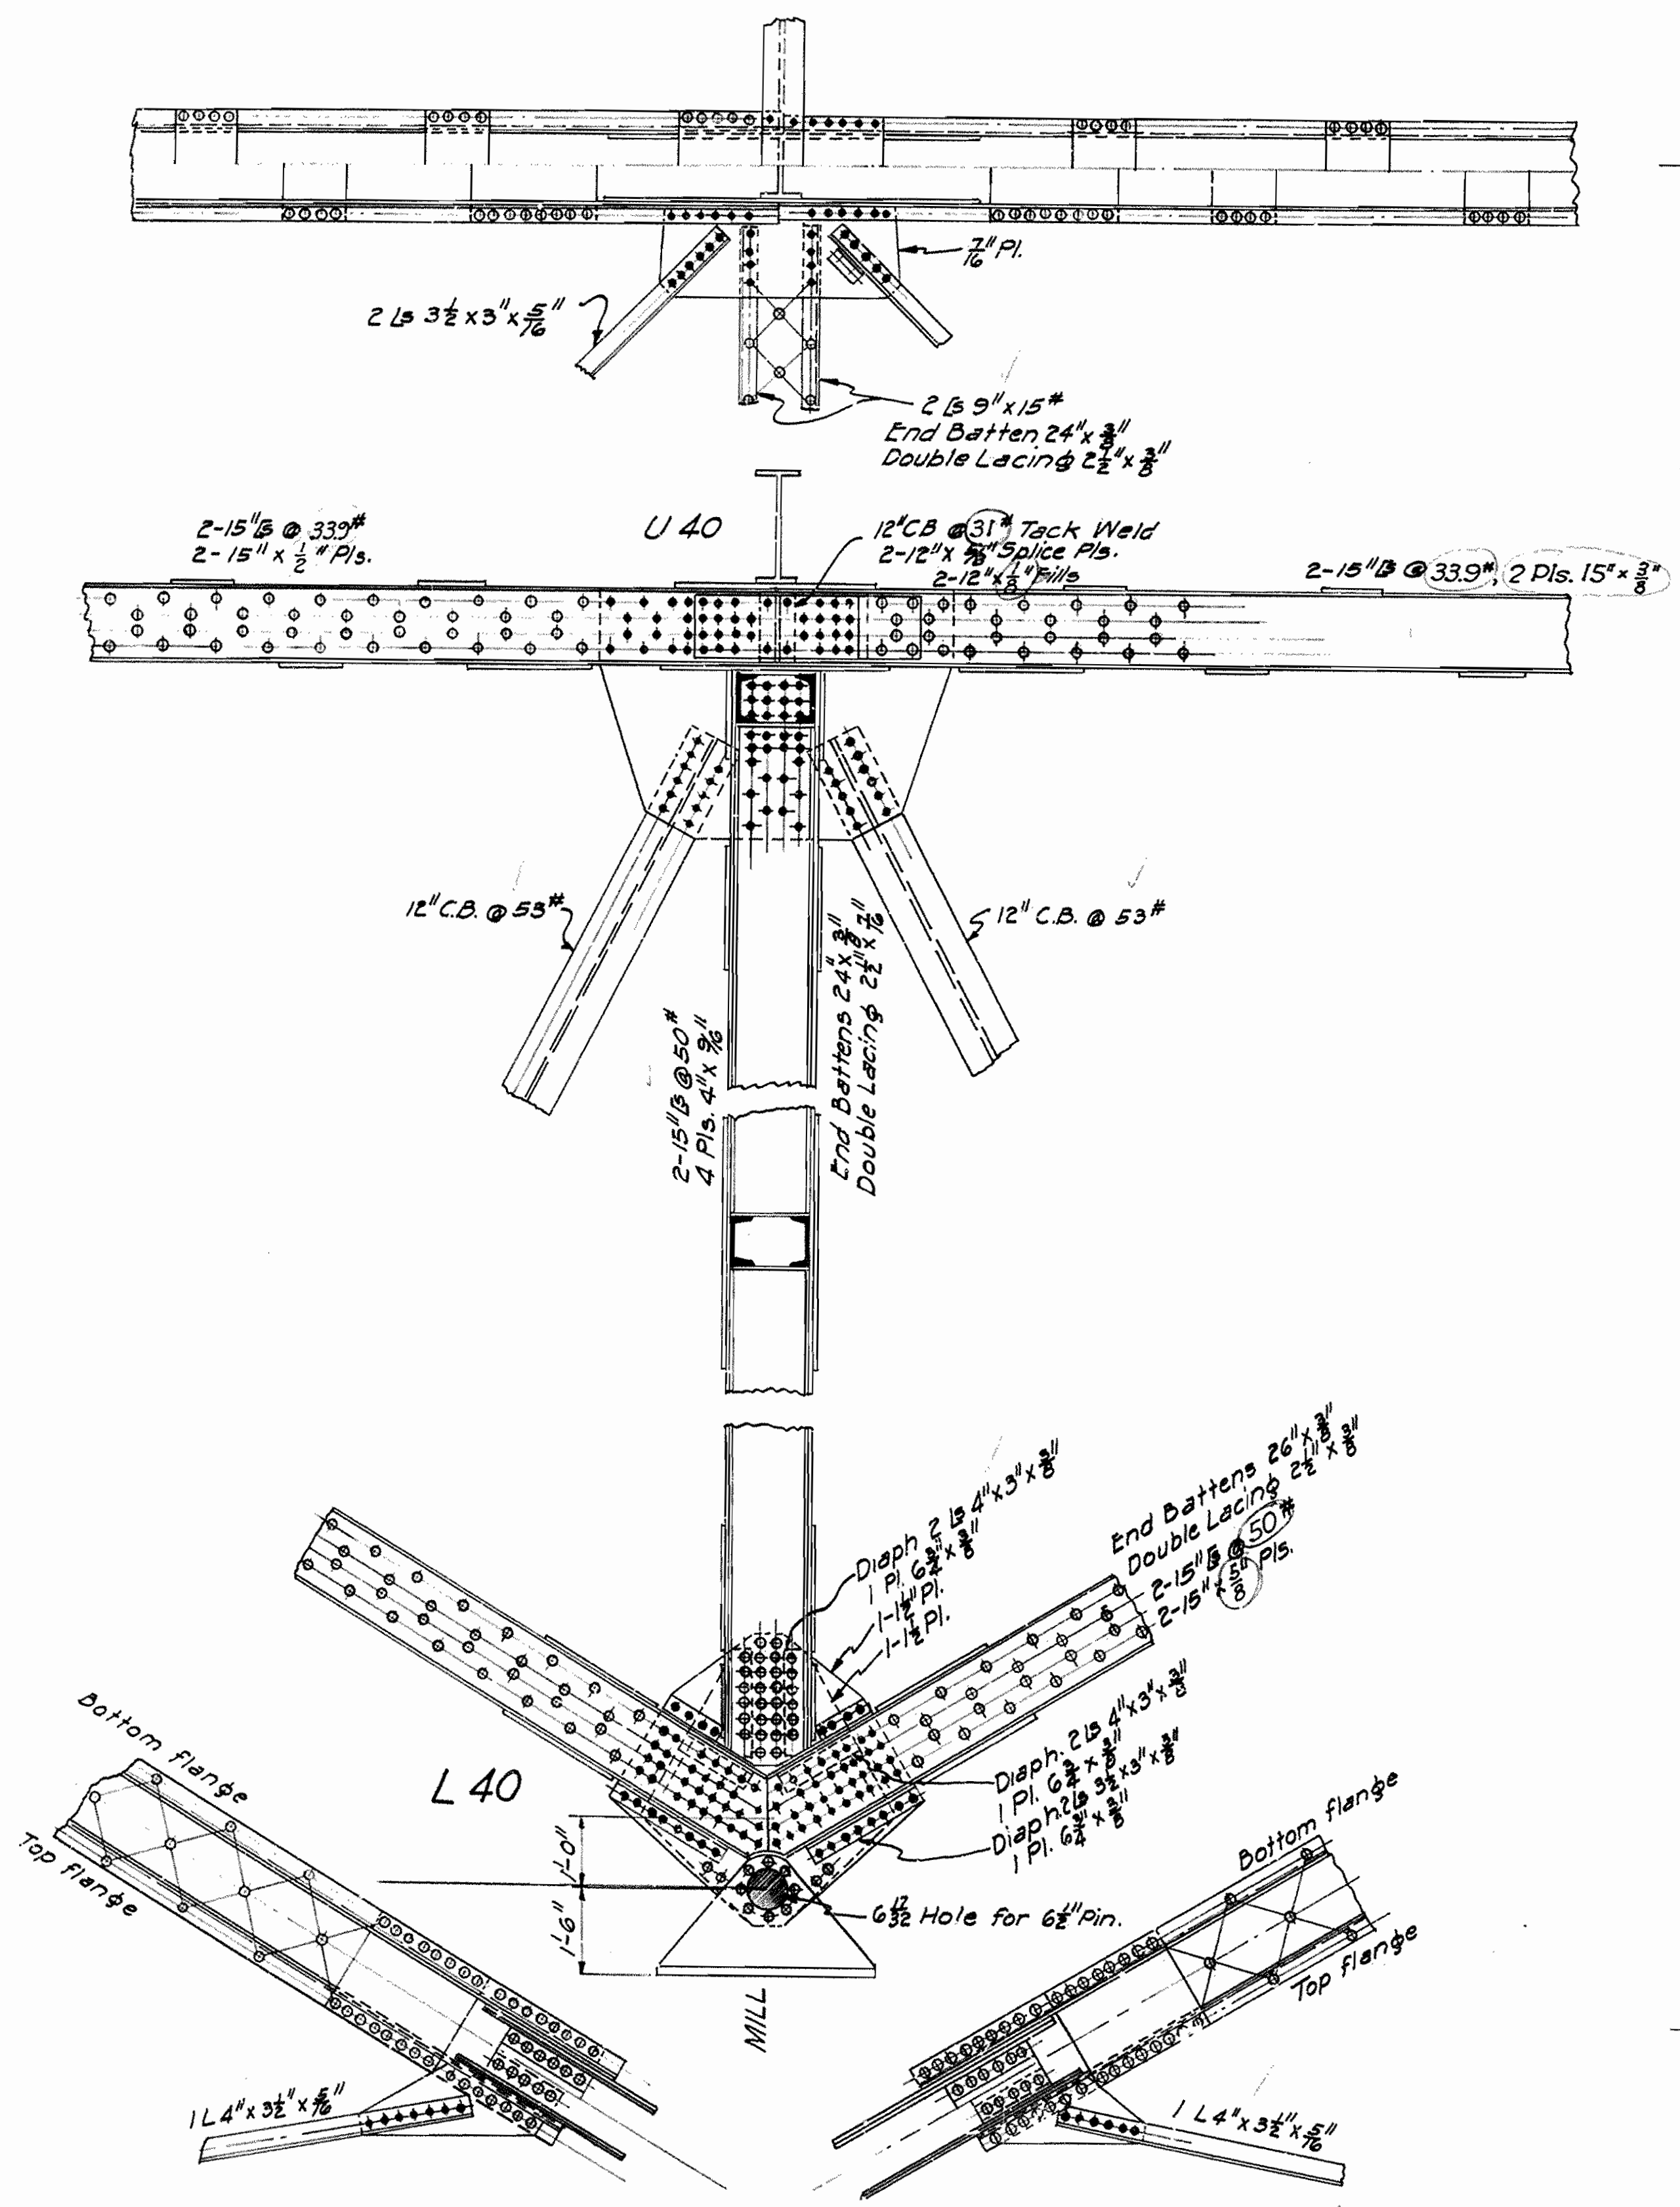 7/16" Pl.
2 Ls 3 1/2 x 3" x 5/16"
2 [s 9" x 15#
End Batten 24" x 3/8"
Double Lacing 2 1/2" x 3/8"
U 40
2-15"[s @ 33.9#
2-15" x 1/2" Pls.
12"CB @ 31# Tack Weld
2-12" x 5/8" Splice Pls.
2-12" x 1/8" Fills
2-15"[s @ 33.9#, 2 Pls. 15" x 3/8"
12" C.B. @ 53#
12" C.B. @ 53#
2-15"[s @ 50#
4 Pls. 4" x 9/16"
End Battens 24" x 3/8"
Double Lacing 2 1/2" x 7/16"
Diaph 2 Ls 4" x 3" x 3/8"
1 Pl. 6 3/4" x 3/8"
1-1 1/2" Pl.
1-1 1/2" Pl.
End Battens 26" x 3/8"
Double Lacing 2 1/2" x 3/8"
2-15"[s @ 50#
2-15" x 5/8" Pls.
Diaph. 2 Ls 4" x 3" x 3/8"
1 Pl. 6 3/4 x 3/8"
Diaph. 2 Ls 3 1/2 x 3" x 3/8"
1 Pl. 6 3/4" x 3/8"
L 40
Bottom flange
Top flange
1'-0"
1'-6"
6 17/32 Hole for 6 1/2" Pin.
MILL
Bottom flange
Top flange
1 L 4" x 3 1/2" x 5/16"
1 L 4" x 3 1/2" x 5/16"